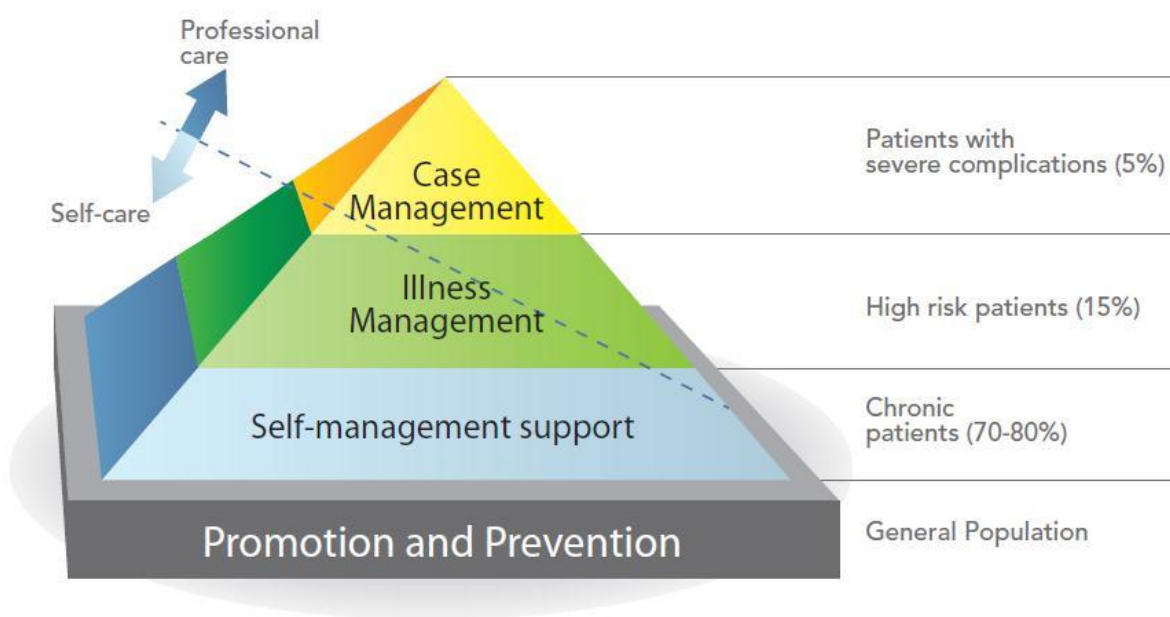 Professional
care
Self-care
Case
Management
Patients with
severe complications (5%)
Illness
Management
High risk patients (15%)
Self-management support
Chronic
patients (70-80%)
Promotion and Prevention
General Population